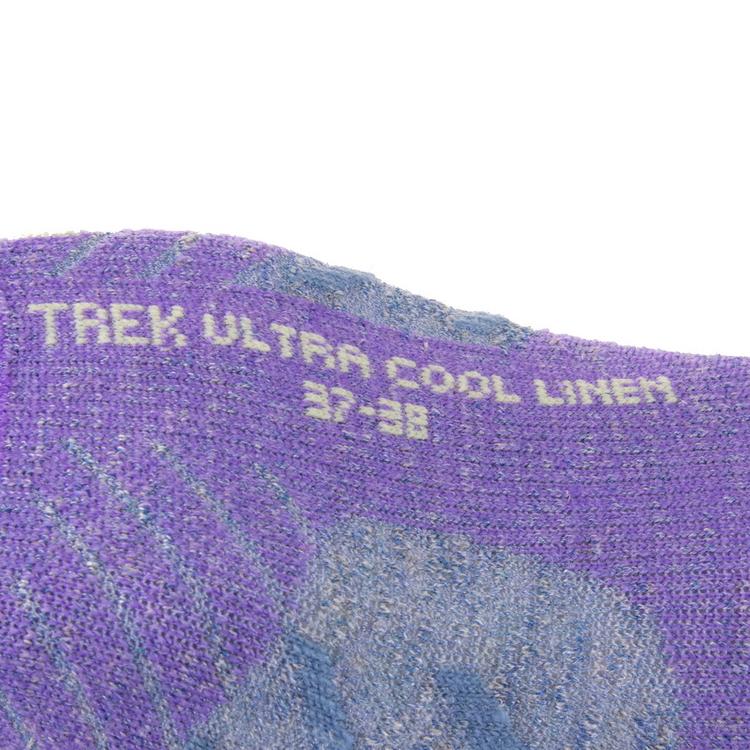 TREK ULTRA COOL LINEN
37-38